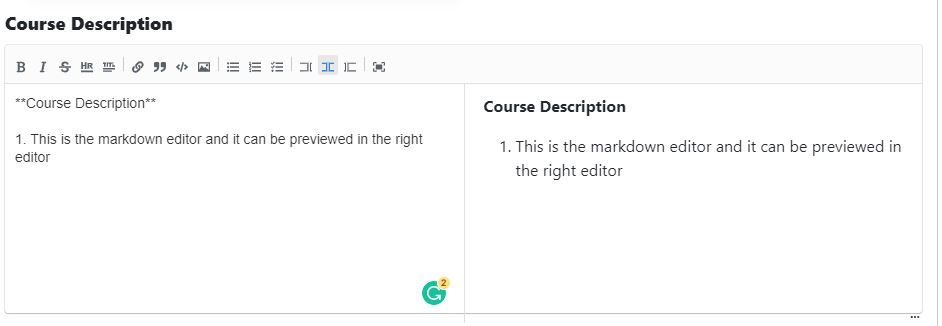 Course Description
B I S HR TITL
**Course Description**
1. This is the markdown editor and it can be previewed in the right
editor
Course Description
1. This is the markdown editor and it can be previewed in
the right editor
G 2